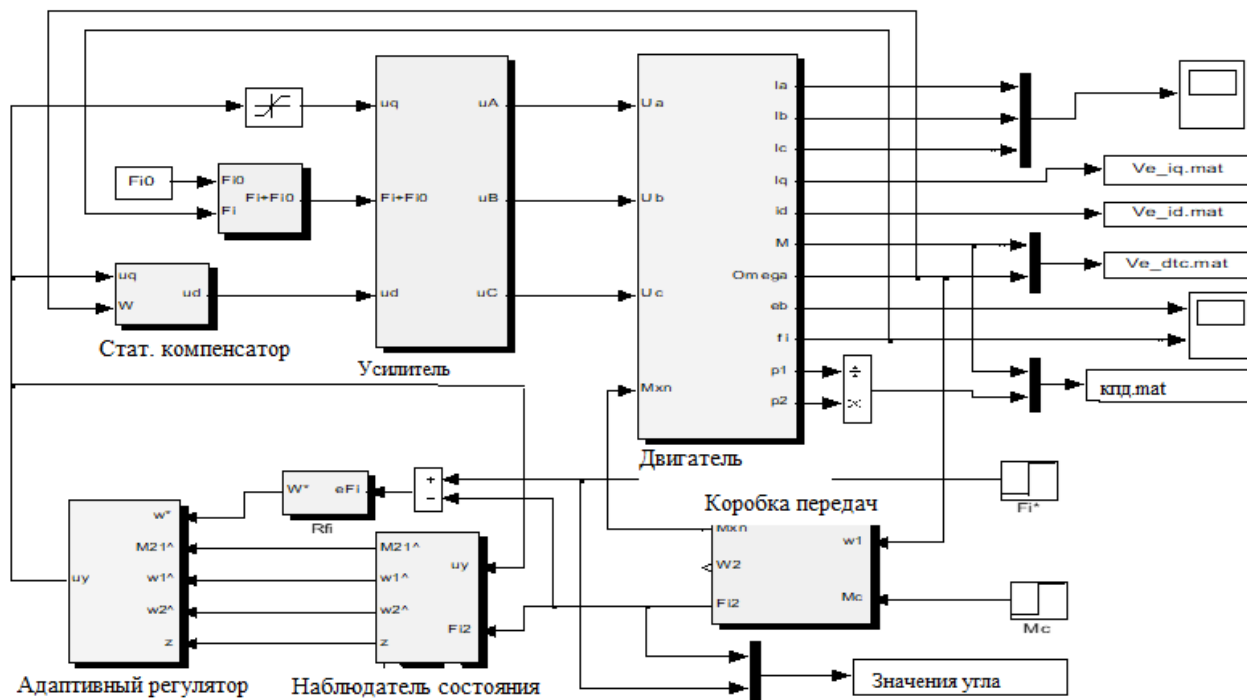 uq
uA
Fi0
Fi0
Fi
Fi+Fi0
Fi+Fi0
uB
uq
W
ud
ud
uC
Стат. компенсатор
Усилитель
Ua
Ub
Uc
Mxn
Ia
Ib
Ic
Iq
id
M
Omega
eb
fi
p1
p2
÷
×
Двигатель
Ve_iq.mat
Ve_id.mat
Ve_dtc.mat
кпд.mat
W*
eFi
Rfi
+
−
Коробка передач
Fi*
Mxn
w1
W2
Mc
Fi2
Mc
w*
M21^
uy
w1^
w2^
z
Адаптивный регулятор
M21^
uy
w1^
w2^
Fi2
z
Наблюдатель состояния
Значения угла